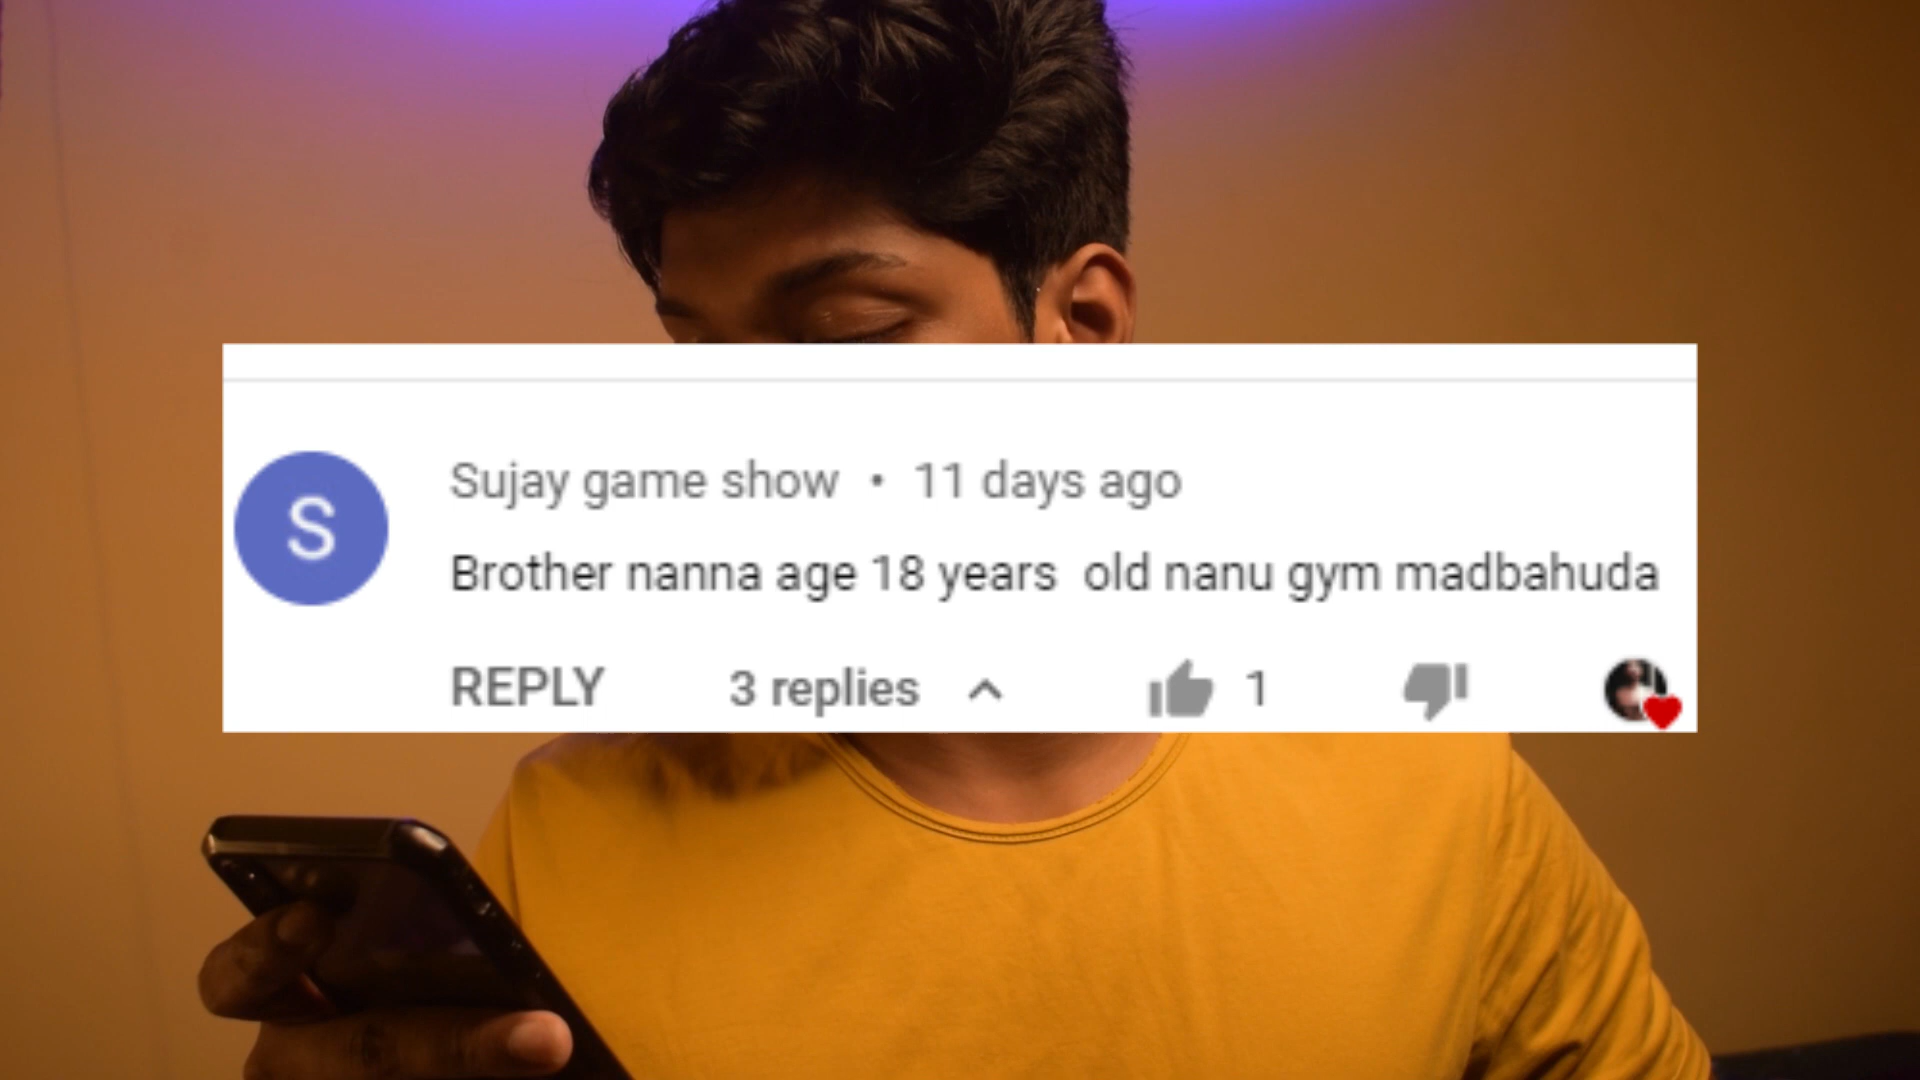 S
Sujay game show • 11 days ago
Brother nanna age 18 years old nanu gym madbahuda
REPLY 3 replies 1